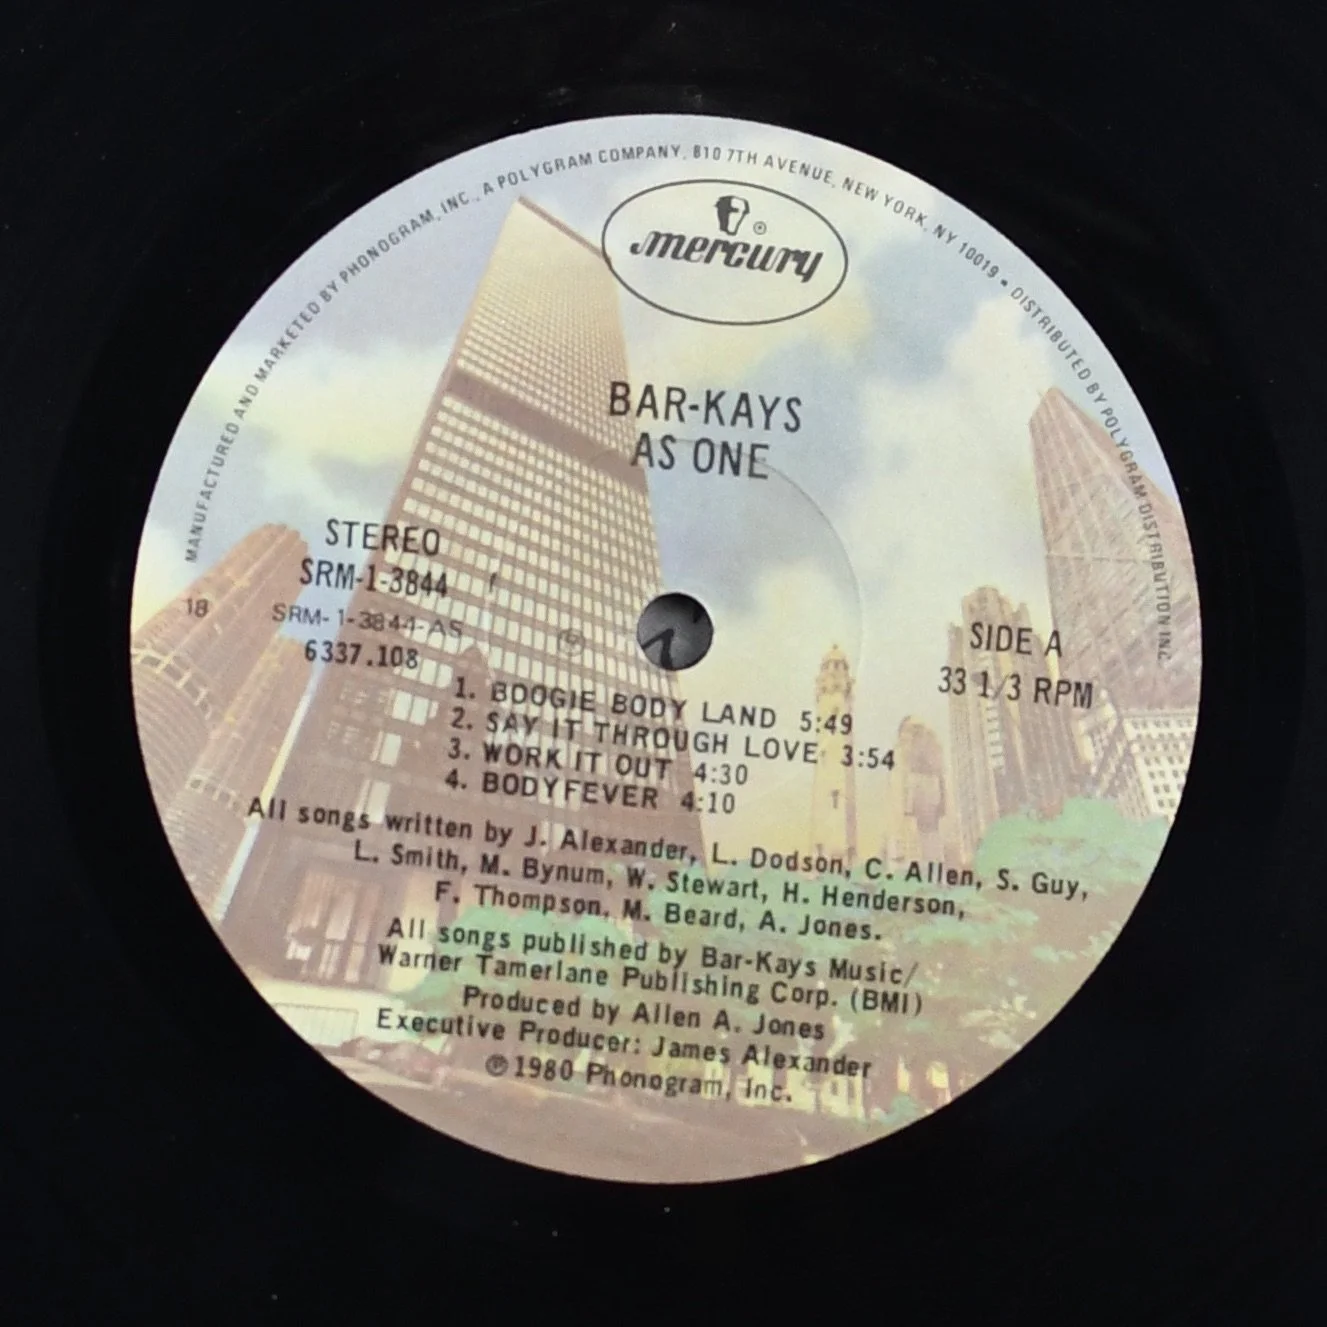 MANUFACTURED AND MARKETED BY PHONOGRAM, INC., A POLYGRAM COMPANY, 810 7TH AVENUE, NEW YORK, NY 10019 • DISTRIBUTED BY POLYGRAM DISTRIBUTION INC.
mercury ®
BAR-KAYS
AS ONE
STEREO
SRM-1-3844
18
SRM-1-3844-AS
6337.108
SIDE A
33 1/3 RPM
1. BOOGIE BODY LAND 5:49
2. SAY IT THROUGH LOVE 3:54
3. WORK IT OUT 4:30
4. BODYFEVER 4:10
All songs written by J. Alexander, L. Dodson, C. Allen, S. Guy,
L. Smith, M. Bynum, W. Stewart, H. Henderson,
F. Thompson, M. Beard, A. Jones.
All songs published by Bar-Kays Music/
Warner Tamerlane Publishing Corp. (BMI)
Produced by Allen A. Jones
Executive Producer: James Alexander
℗ 1980 Phonogram, Inc.